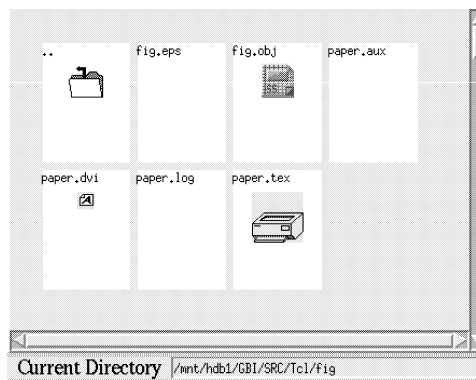 .. fig.eps fig.obj paper.aux
paper.dvi paper.log paper.tex
Current Directory /mnt/hdb1/GBI/SRC/Tcl/fig